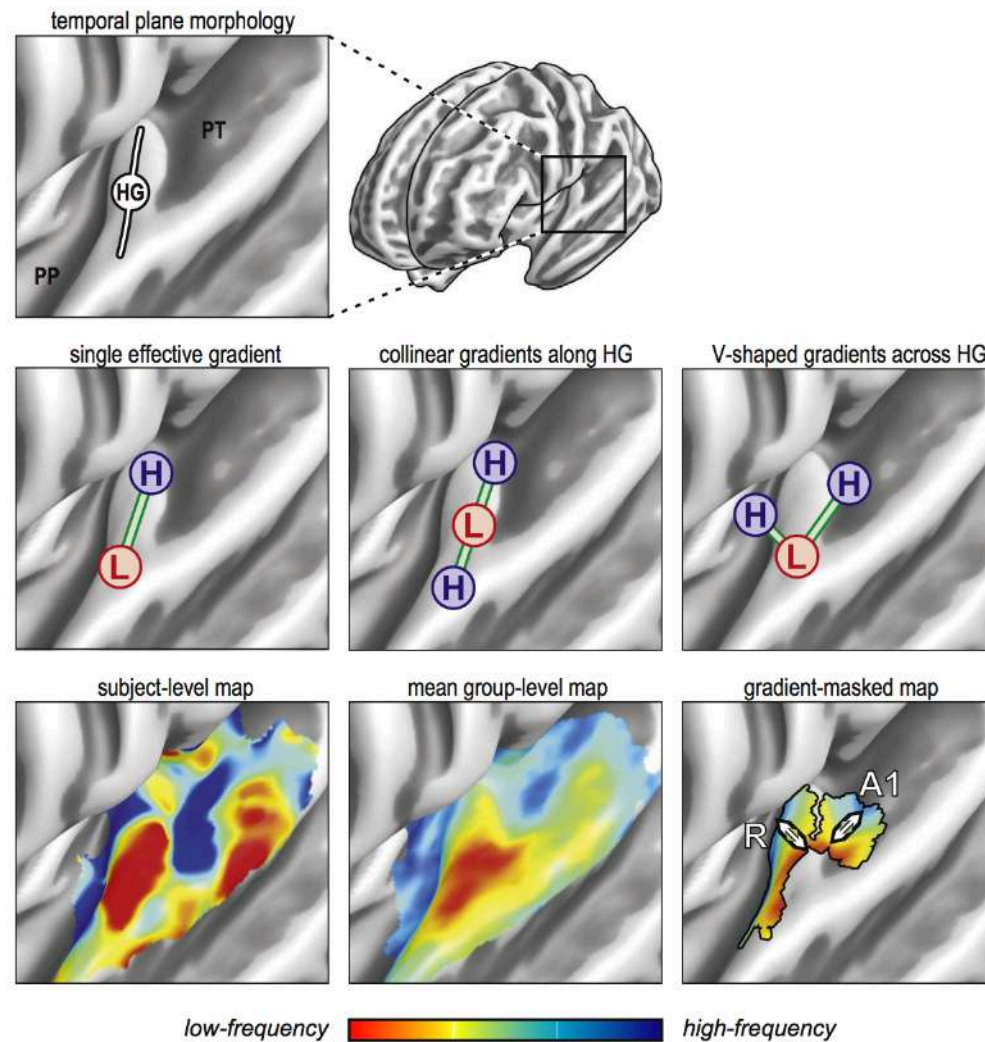 temporal plane morphology
PT
HG
PP
single effective gradient
collinear gradients along HG
V-shaped gradients across HG
H
L
H
L
H
H
H
L
subject-level map
mean group-level map
gradient-masked map
A1
R
low-frequency
high-frequency